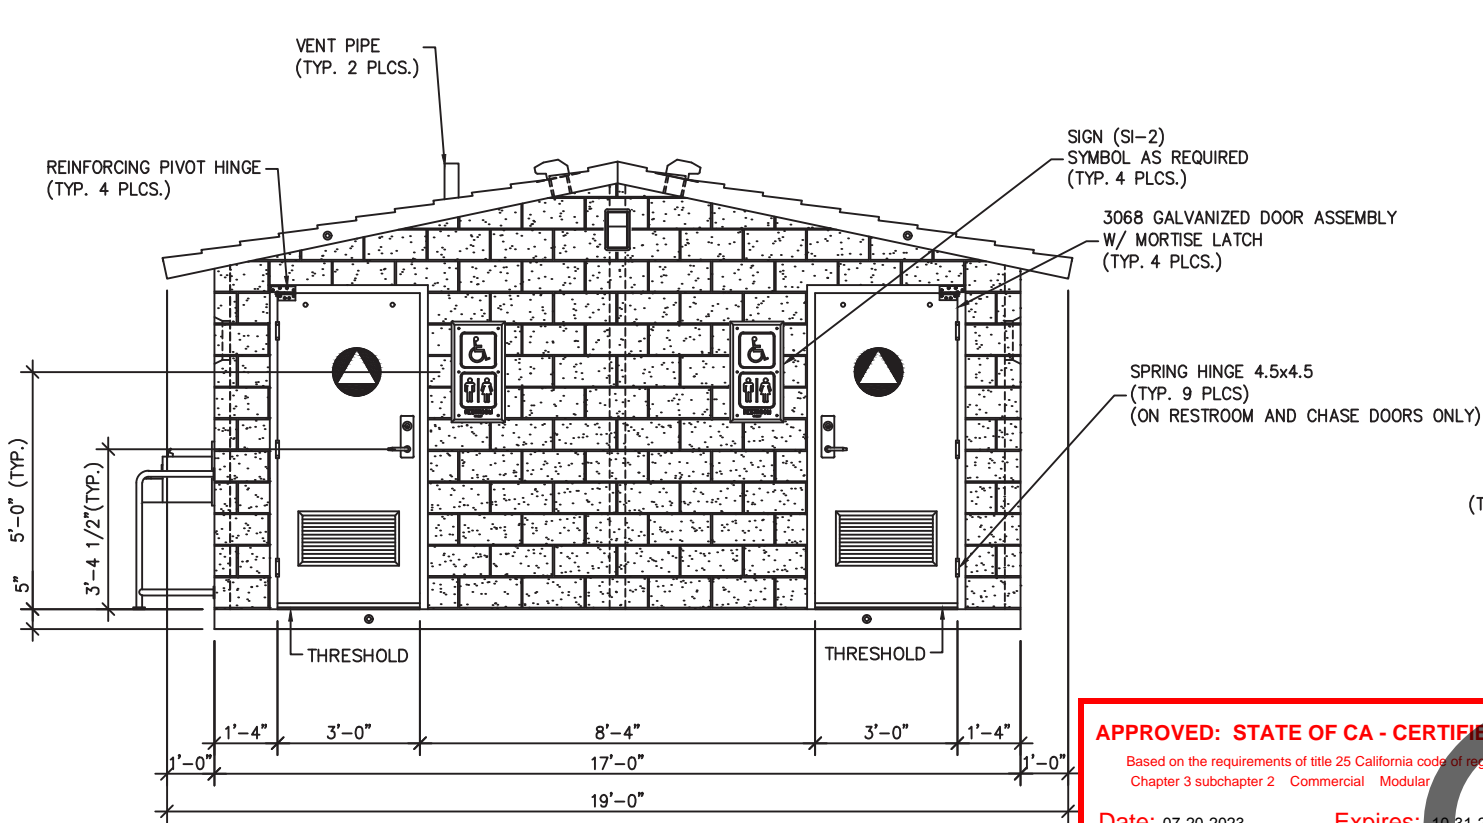 VENT PIPE
(TYP. 2 PLCS.)
REINFORCING PIVOT HINGE
(TYP. 4 PLCS.)
SIGN (SI-2)
SYMBOL AS REQUIRED
(TYP. 4 PLCS.)
3068 GALVANIZED DOOR ASSEMBLY
W/ MORTISE LATCH
(TYP. 4 PLCS.)
SPRING HINGE 4.5x4.5
(TYP. 9 PLCS)
(ON RESTROOM AND CHASE DOORS ONLY)
5'-0" (TYP.)
3'-4 1/2"(TYP.)
5"
THRESHOLD
THRESHOLD
1'-4"
3'-0"
8'-4"
3'-0"
1'-4"
1'-0"
17'-0"
1'-0"
19'-0"
APPROVED: STATE OF CA - CERTIFIE
Based on the requirements of title 25 California code of reg
Chapter 3 subchapter 2 Commercial Modular
Date: 07-20-2023 Expires: 10-31-2